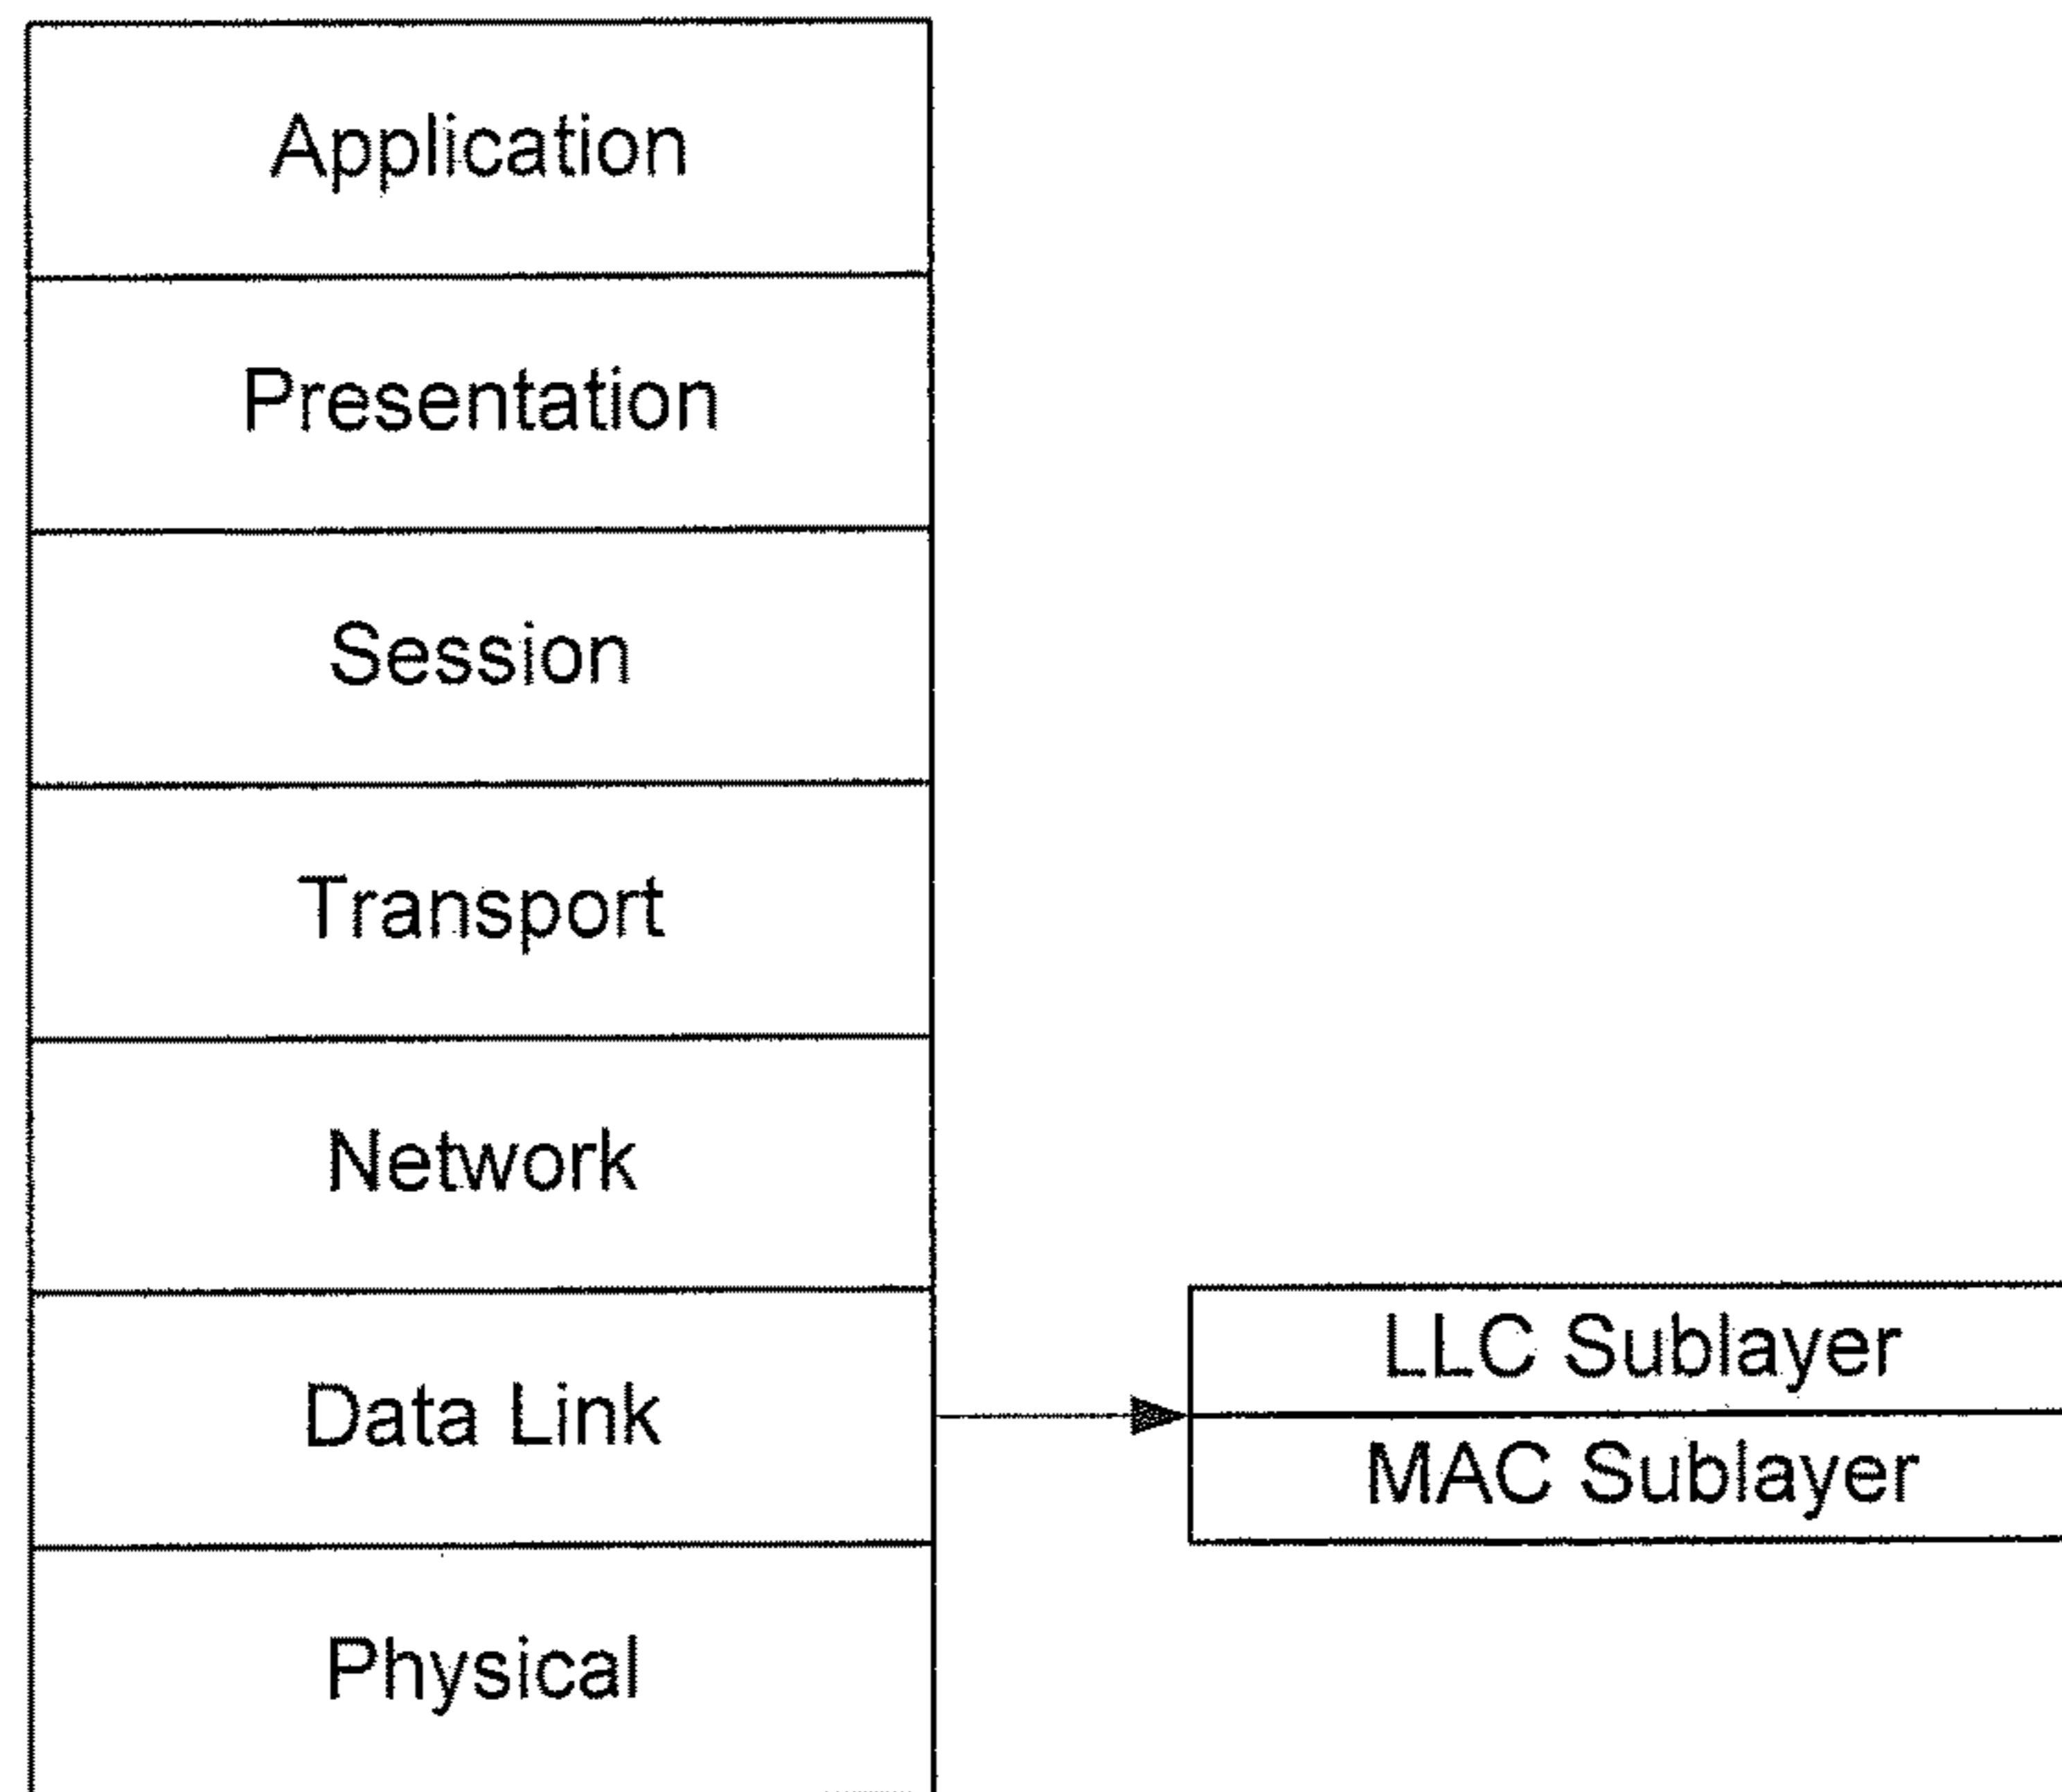 Application
Presentation
Session
Transport
Network
Data Link
LLC Sublayer
MAC Sublayer
Physical